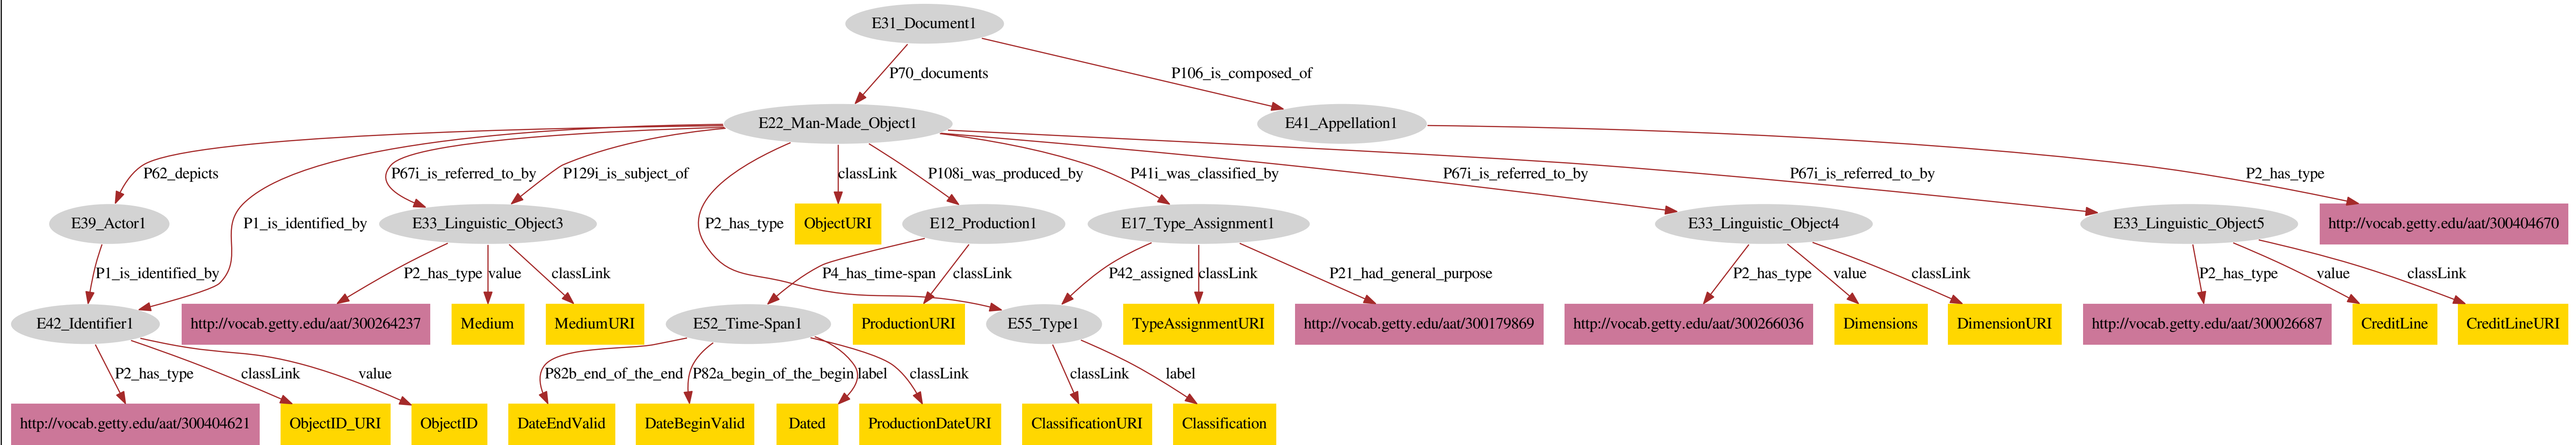 E31_Document1
P70_documents
P106_is_composed_of
E22_Man-Made_Object1
E41_Appellation1
P62_depicts
P1_is_identified_by
P67i_is_referred_to_by
P129i_is_subject_of
P2_has_type
classLink
P108i_was_produced_by
P41i_was_classified_by
P67i_is_referred_to_by
P67i_is_referred_to_by
P2_has_type
E39_Actor1
E33_Linguistic_Object3
ObjectURI
E12_Production1
E17_Type_Assignment1
E33_Linguistic_Object4
E33_Linguistic_Object5
http://vocab.getty.edu/aat/300404670
P1_is_identified_by
P2_has_type
value
classLink
P4_has_time-span
classLink
P42_assigned
classLink
P21_had_general_purpose
P2_has_type
value
classLink
P2_has_type
value
classLink
E42_Identifier1
http://vocab.getty.edu/aat/300264237
Medium
MediumURI
E52_Time-Span1
ProductionURI
E55_Type1
TypeAssignmentURI
http://vocab.getty.edu/aat/300179869
http://vocab.getty.edu/aat/300266036
Dimensions
DimensionURI
http://vocab.getty.edu/aat/300026687
CreditLine
CreditLineURI
P2_has_type
classLink
value
P82b_end_of_the_end
P82a_begin_of_the_begin
label
classLink
classLink
label
http://vocab.getty.edu/aat/300404621
ObjectID_URI
ObjectID
DateEndValid
DateBeginValid
Dated
ProductionDateURI
ClassificationURI
Classification